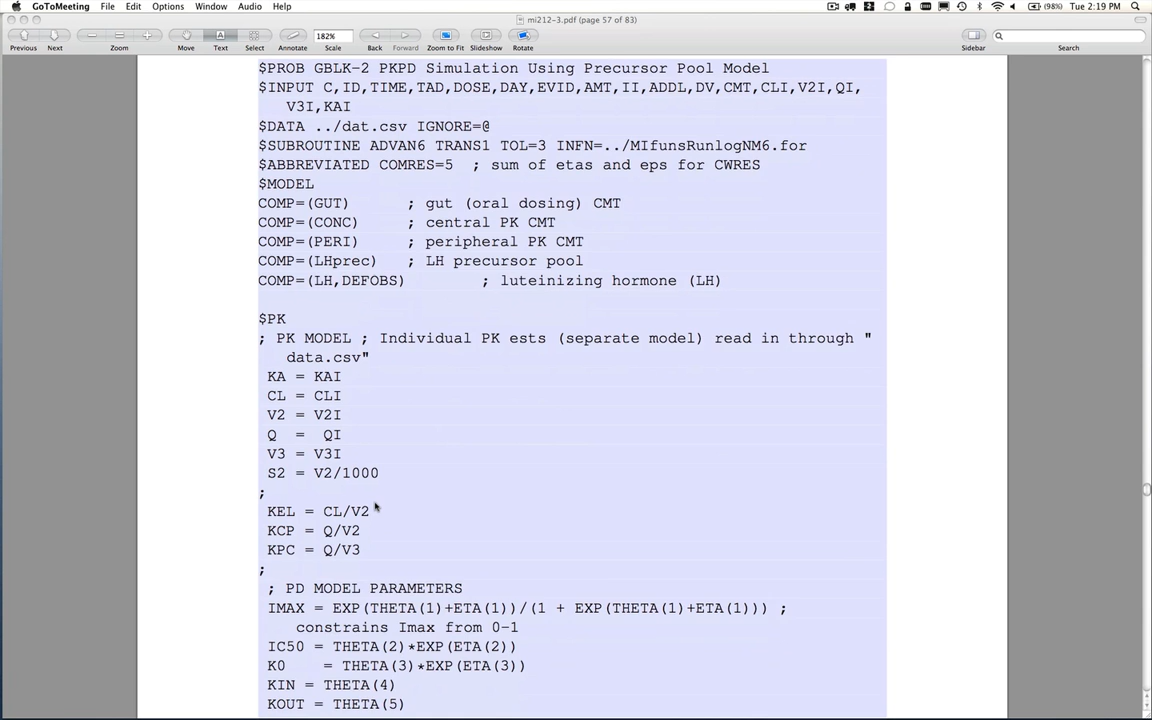 GoToMeeting File Edit Options Window Audio Help (98%) Tue 2:19 PM
mi212-3.pdf (page 57 of 83)
182%
Previous Next Zoom Move Text Select Annotate Scale Back Forward Zoom to Fit Slideshow Rotate Sidebar Search
$PROB GBLK-2 PKPD Simulation Using Precursor Pool Model
$INPUT C,ID,TIME,TAD,DOSE,DAY,EVID,AMT,II,ADDL,DV,CMT,CLI,V2I,QI,
V3I,KAI
$DATA ../dat.csv IGNORE=@
$SUBROUTINE ADVAN6 TRANS1 TOL=3 INFN=../MIfunsRunlogNM6.for
$ABBREVIATED COMRES=5 ; sum of etas and eps for CWRES
$MODEL
COMP=(GUT) ; gut (oral dosing) CMT
COMP=(CONC) ; central PK CMT
COMP=(PERI) ; peripheral PK CMT
COMP=(LHprec) ; LH precursor pool
COMP=(LH,DEFOBS) ; luteinizing hormone (LH)
$PK
; PK MODEL ; Individual PK ests (separate model) read in through "
data.csv"
KA = KAI
CL = CLI
V2 = V2I
Q = QI
V3 = V3I
S2 = V2/1000
;
KEL = CL/V2
KCP = Q/V2
KPC = Q/V3
;
; PD MODEL PARAMETERS
IMAX = EXP(THETA(1)+ETA(1))/(1 + EXP(THETA(1)+ETA(1))) ;
constrains Imax from 0-1
IC50 = THETA(2)*EXP(ETA(2))
K0 = THETA(3)*EXP(ETA(3))
KIN = THETA(4)
KOUT = THETA(5)